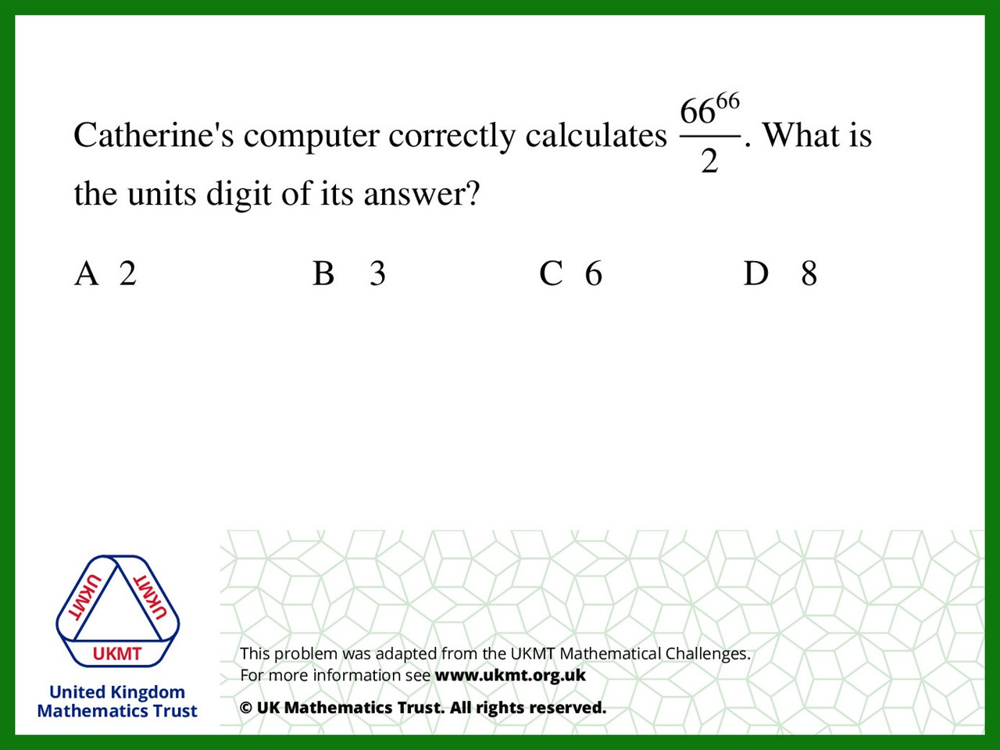 Catherine's computer correctly calculates 66^66/2. What is
the units digit of its answer?
A 2 B 3 C 6 D 8
UKMT UKMT
UKMT
United Kingdom
Mathematics Trust
This problem was adapted from the UKMT Mathematical Challenges.
For more information see www.ukmt.org.uk
© UK Mathematics Trust. All rights reserved.